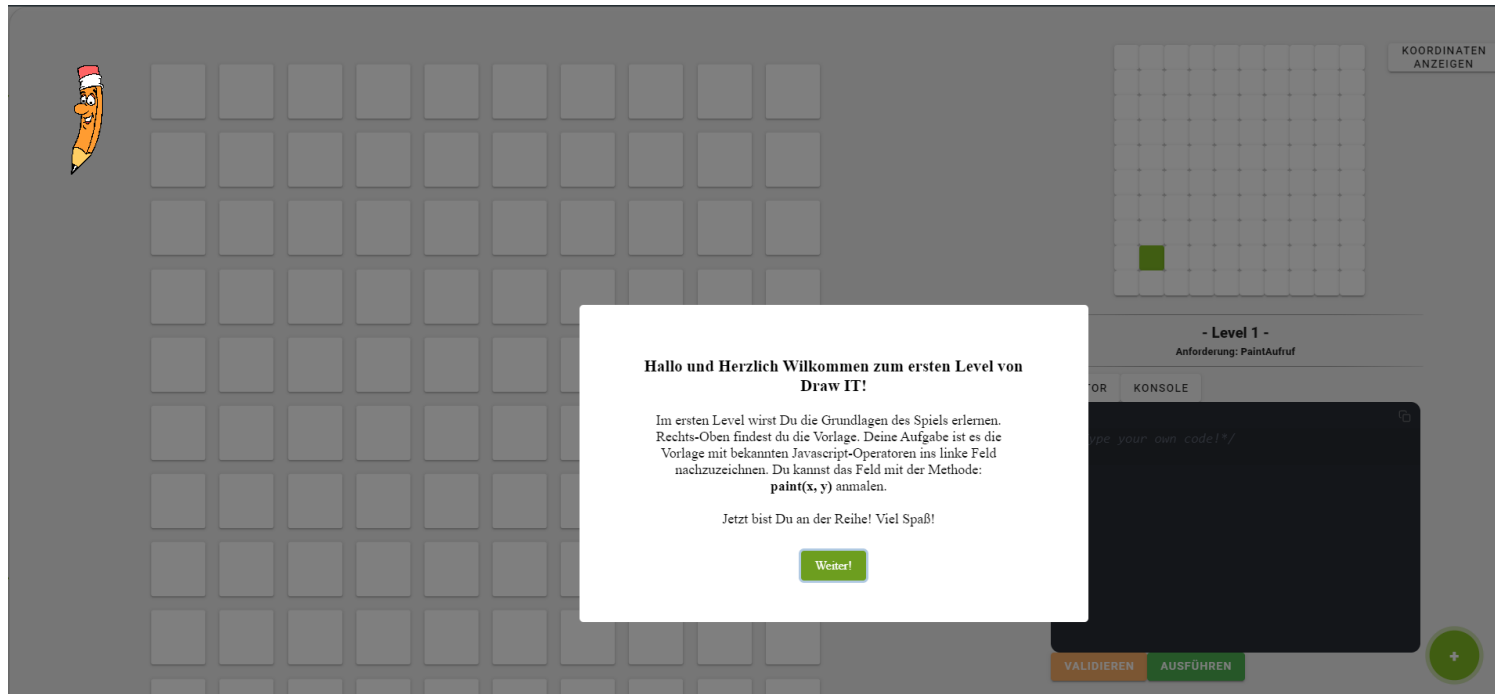 KOORDINATEN
ANZEIGEN
- Level 1 -
Anforderung: PaintAufruf
Hallo und Herzlich Wilkommen zum ersten Level von
Draw IT!
Im ersten Level wirst Du die Grundlagen des Spiels erlernen.
Rechts-Oben findest du die Vorlage. Deine Aufgabe ist es die
Vorlage mit bekannten Javascript-Operatoren ins linke Feld
nachzuzeichnen. Du kannst das Feld mit der Methode:
paint(x, y) anmalen.
Jetzt bist Du an der Reihe! Viel Spaß!
Weiter!
TOR KONSOLE
ype your own code!*/
VALIDIEREN AUSFÜHREN
+